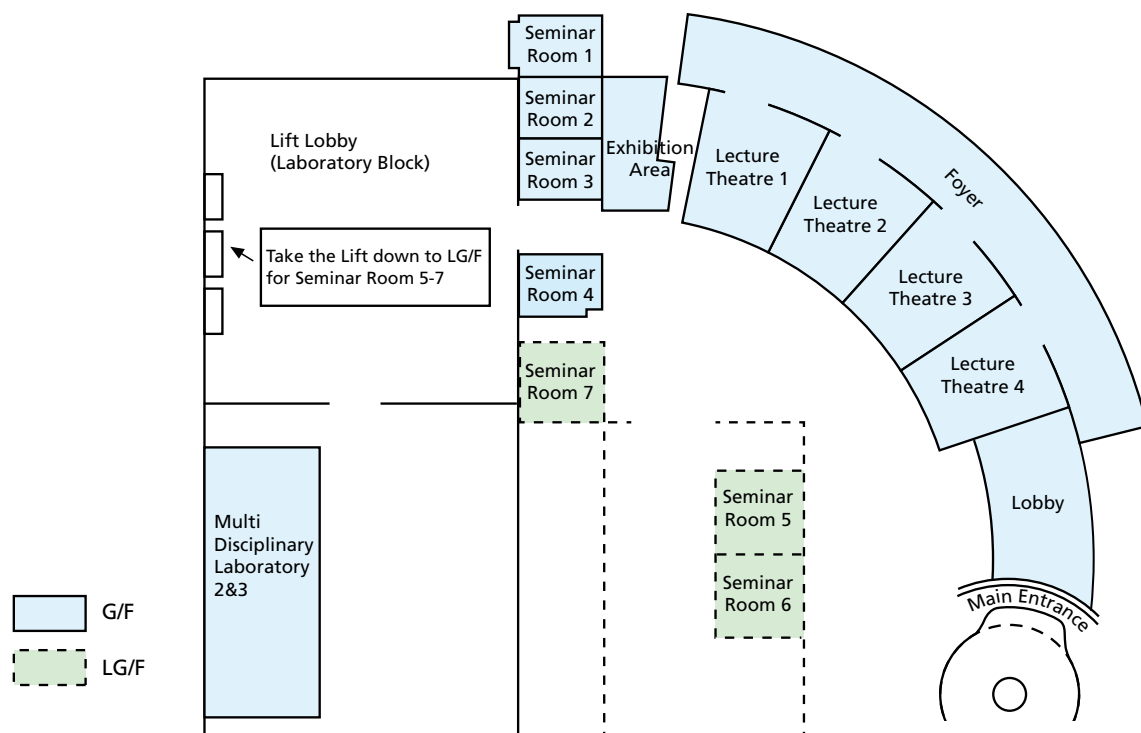 Seminar
Room 1
Seminar
Room 2
Seminar
Room 3
Exhibition
Area
Lift Lobby
(Laboratory Block)
Lecture
Theatre 1
Lecture
Theatre 2
Foyer
Lecture
Theatre 3
Lecture
Theatre 4
Take the Lift down to LG/F
for Seminar Room 5-7
Seminar
Room 4
Seminar
Room 7
Seminar
Room 5
Seminar
Room 6
Lobby
Main Entrance
Multi
Disciplinary
Laboratory
2&3
G/F
LG/F